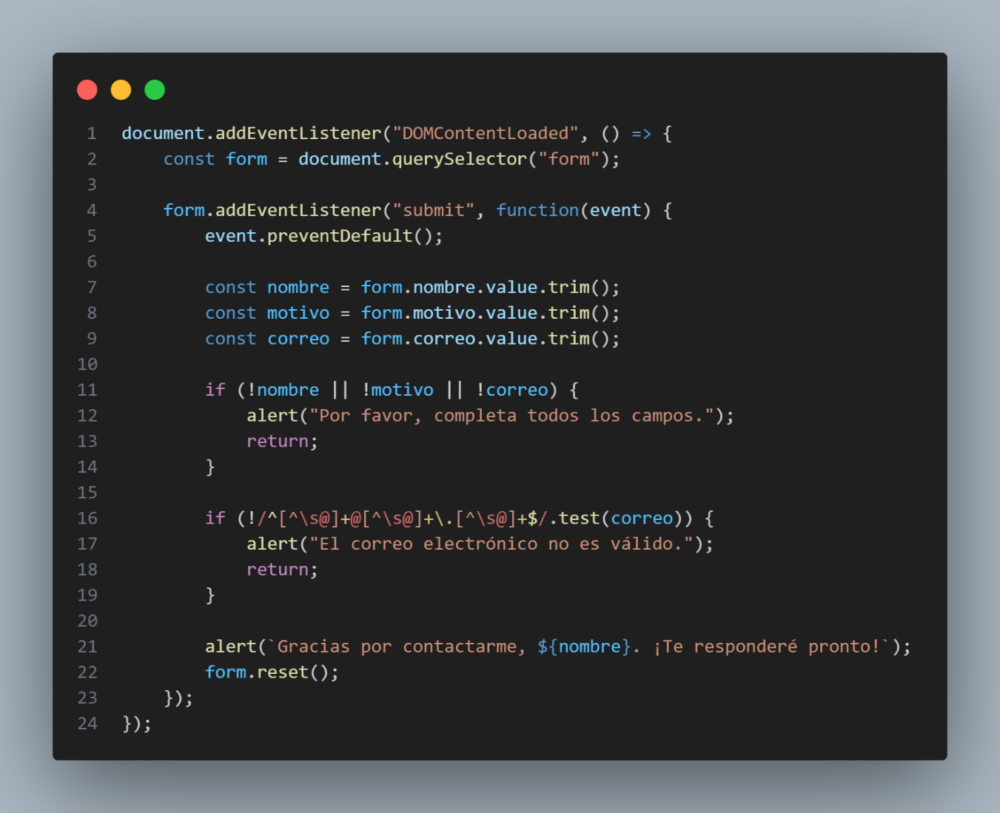 1 document.addEventListener("DOMContentLoaded", () => {
2     const form = document.querySelector("form");
3
4     form.addEventListener("submit", function(event) {
5         event.preventDefault();
6
7         const nombre = form.nombre.value.trim();
8         const motivo = form.motivo.value.trim();
9         const correo = form.correo.value.trim();
10
11         if (!nombre || !motivo || !correo) {
12             alert("Por favor, completa todos los campos.");
13             return;
14         }
15
16         if (!/^[^\s@]+@[^\s@]+\.[^\s@]+$/.test(correo)) {
17             alert("El correo electrónico no es válido.");
18             return;
19         }
20
21         alert(`Gracias por contactarme, ${nombre}. ¡Te responderé pronto!`);
22         form.reset();
23     });
24 });